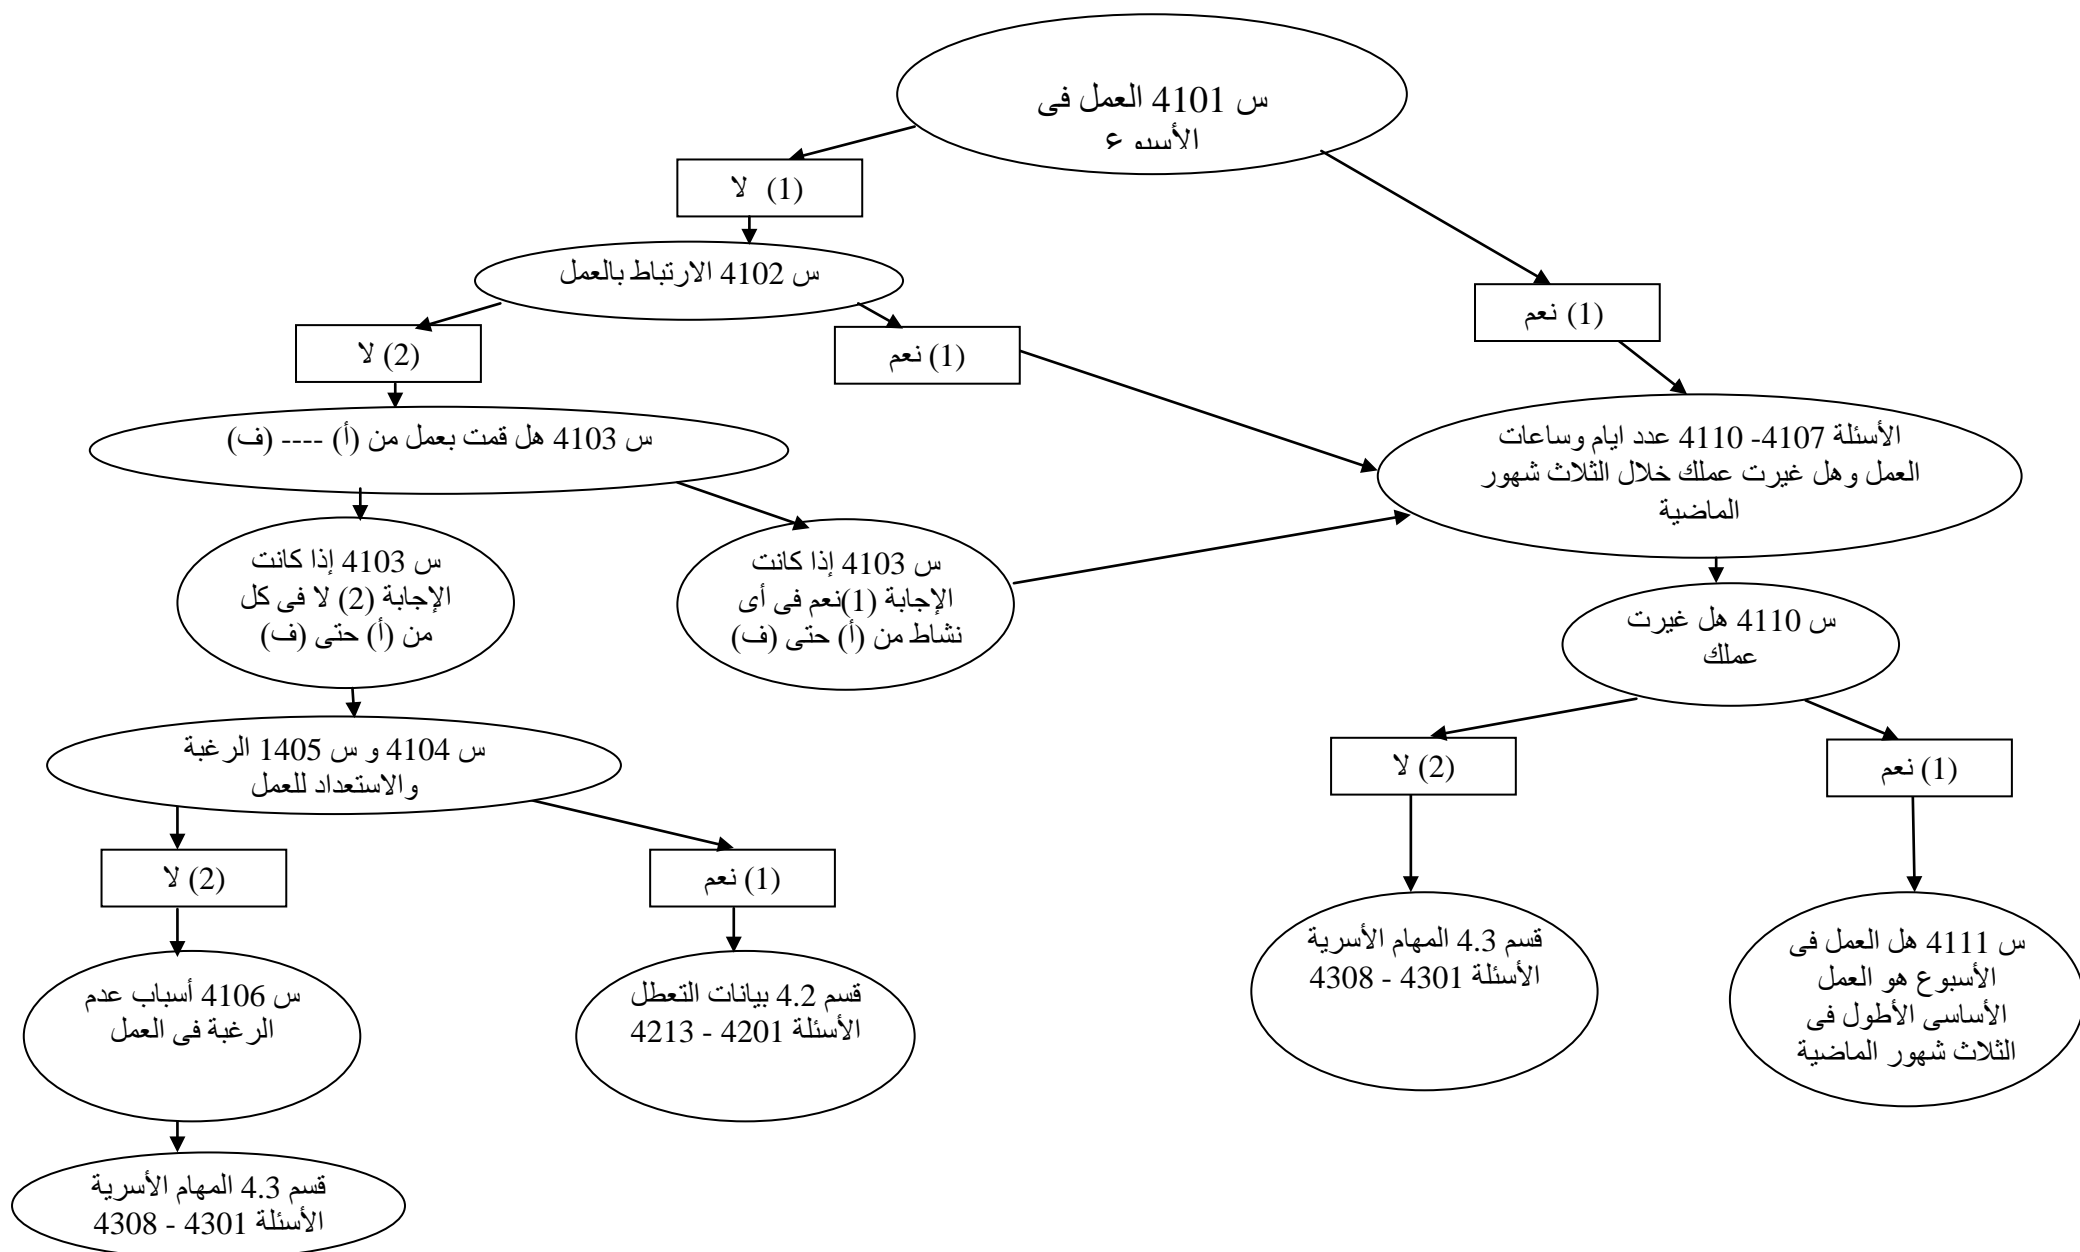 س 4101 العمل فى
الأسبوع
(1) لا
س 4102 الارتباط بالعمل
(1) نعم
(2) لا
(1) نعم
س 4103 هل قمت بعمل من (أ) ---- (ف)
الأسئلة 4107- 4110 عدد ايام وساعات
العمل وهل غيرت عملك خلال الثلاث شهور
الماضية
س 4103 إذا كانت
الإجابة (1)نعم فى أى
نشاط من (أ) حتى (ف)
س 4103 إذا كانت
الإجابة (2) لا فى كل
من (أ) حتى (ف)
س 4110 هل غيرت
عملك
س 4104 و س 1405 الرغبة
والاستعداد للعمل
(1) نعم
(2) لا
(1) نعم
(2) لا
س 4111 هل العمل فى
الأسبوع هو العمل
الأساسى الأطول فى
الثلاث شهور الماضية
قسم 4.3 المهام الأسرية
الأسئلة 4301 - 4308
قسم 4.2 بيانات التعطل
الأسئلة 4201 - 4213
س 4106 أسباب عدم
الرغبة فى العمل
قسم 4.3 المهام الأسرية
الأسئلة 4301 - 4308